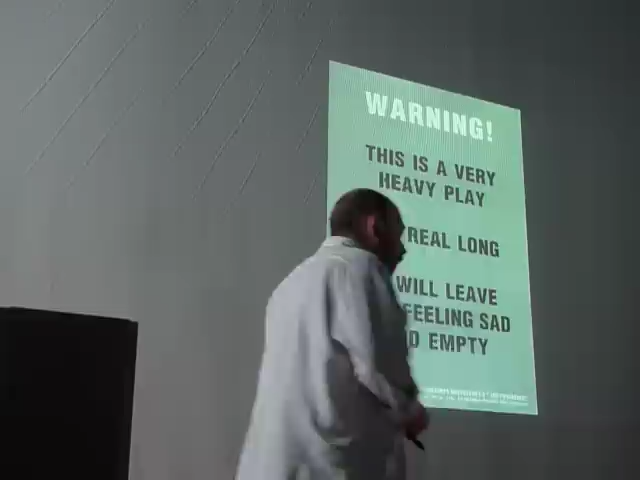 WARNING!
THIS IS A VERY
HEAVY PLAY
REAL LONG
WILL LEAVE
FEELING SAD
EMPTY